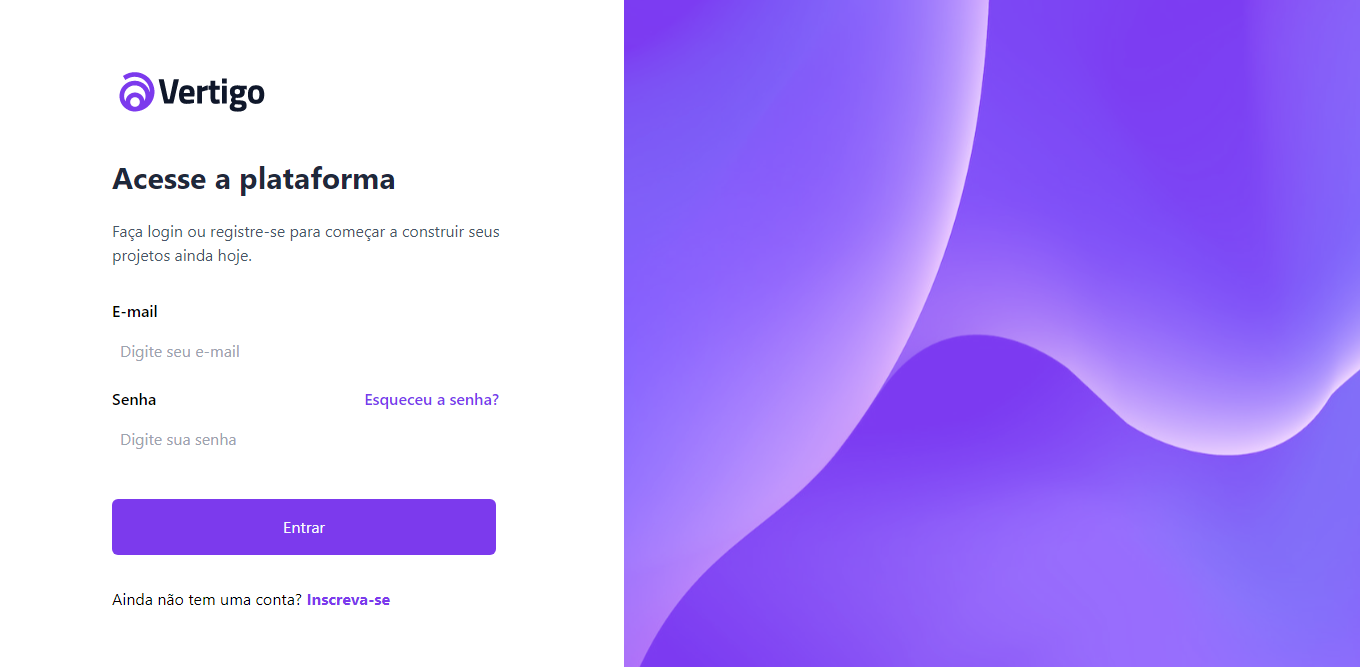 Vertigo
Acesse a plataforma
Faça login ou registre-se para começar a construir seus
projetos ainda hoje.
E-mail
Digite seu e-mail
Senha Esqueceu a senha?
Digite sua senha
Entrar
Ainda não tem uma conta? Inscreva-se